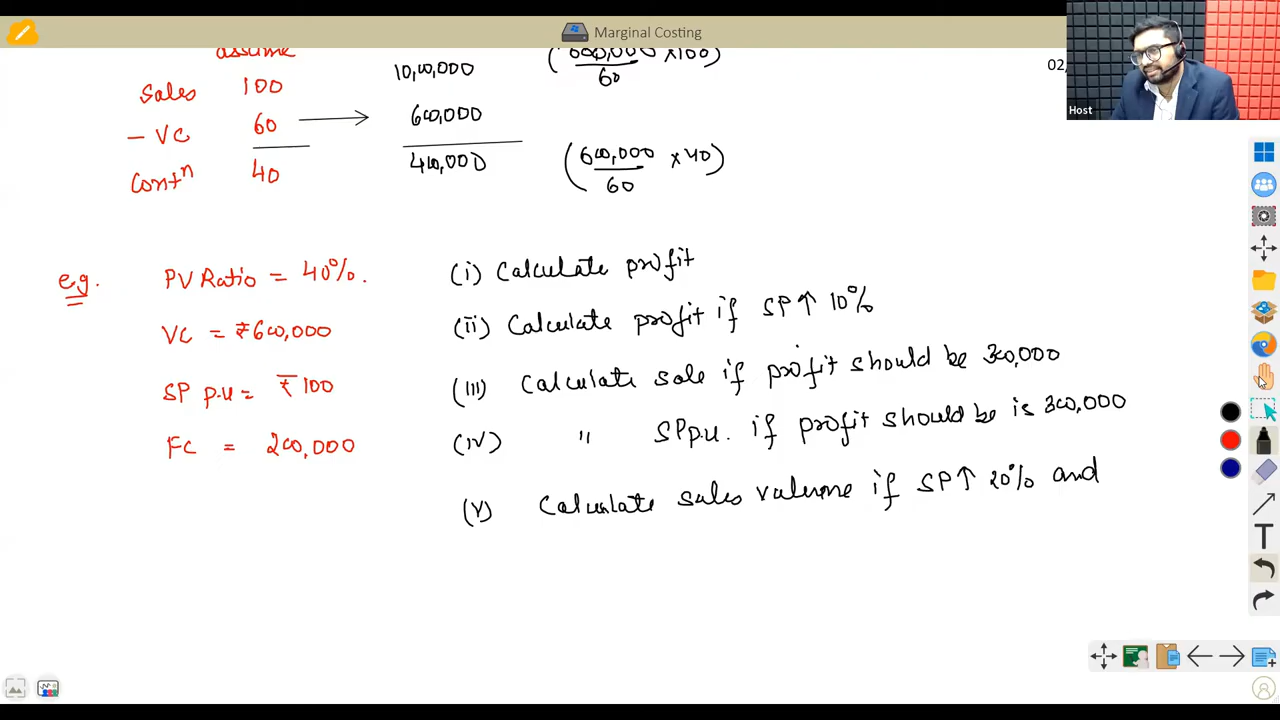 Marginal Costing
assume
Sales 100 10,00,000 (600,000/60 × 100)
02/
Host
– VC 60 → 600,000
Contⁿ 40 400,000 (600,000/60 × 40)
e.g. PV Ratio = 40%.
VC = ₹600,000
SP p.u = ₹100
FC = 200,000
(i) Calculate profit
(ii) Calculate profit if SP↑ 10%
(iii) Calculate sale if profit should be 300,000
(iv) " SP p.u. if profit should be is 300,000
(v) Calculate sales volume if SP↑ 20% and
T